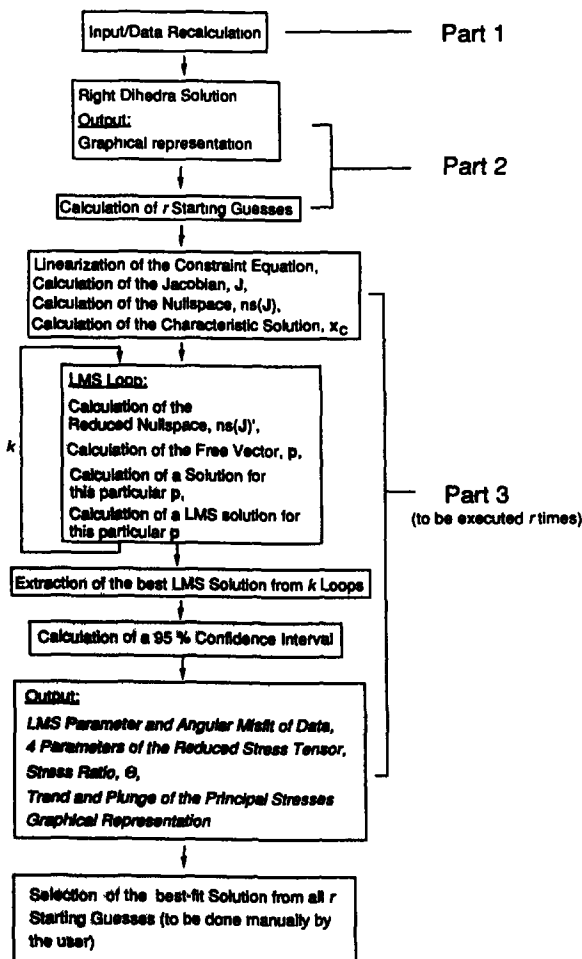 Input/Data Recalculation
Part 1
Right Dihedra Solution
Output:
Graphical representation
Part 2
Calculation of r Starting Guesses
Linearization of the Constraint Equation,
Calculation of the Jacobian, J,
Calculation of the Nullspace, ns(J),
Calculation of the Characteristic Solution, xc
k
LMS Loop:
Calculation of the
Reduced Nullspace, ns(J)',
Calculation of the Free Vector, p,
Calculation of a Solution for
this particular p,
Calculation of a LMS solution for
this particular p
Part 3
(to be executed r times)
Extraction of the best LMS Solution from k Loops
Calculation of a 95 % Confidence Interval
Output:
LMS Parameter and Angular Misfit of Data,
4 Parameters of the Reduced Stress Tensor,
Stress Ratio, Θ,
Trend and Plunge of the Principal Stresses
Graphical Representation
Selection of the best-fit Solution from all r
Starting Guesses (to be done manually by
the user)